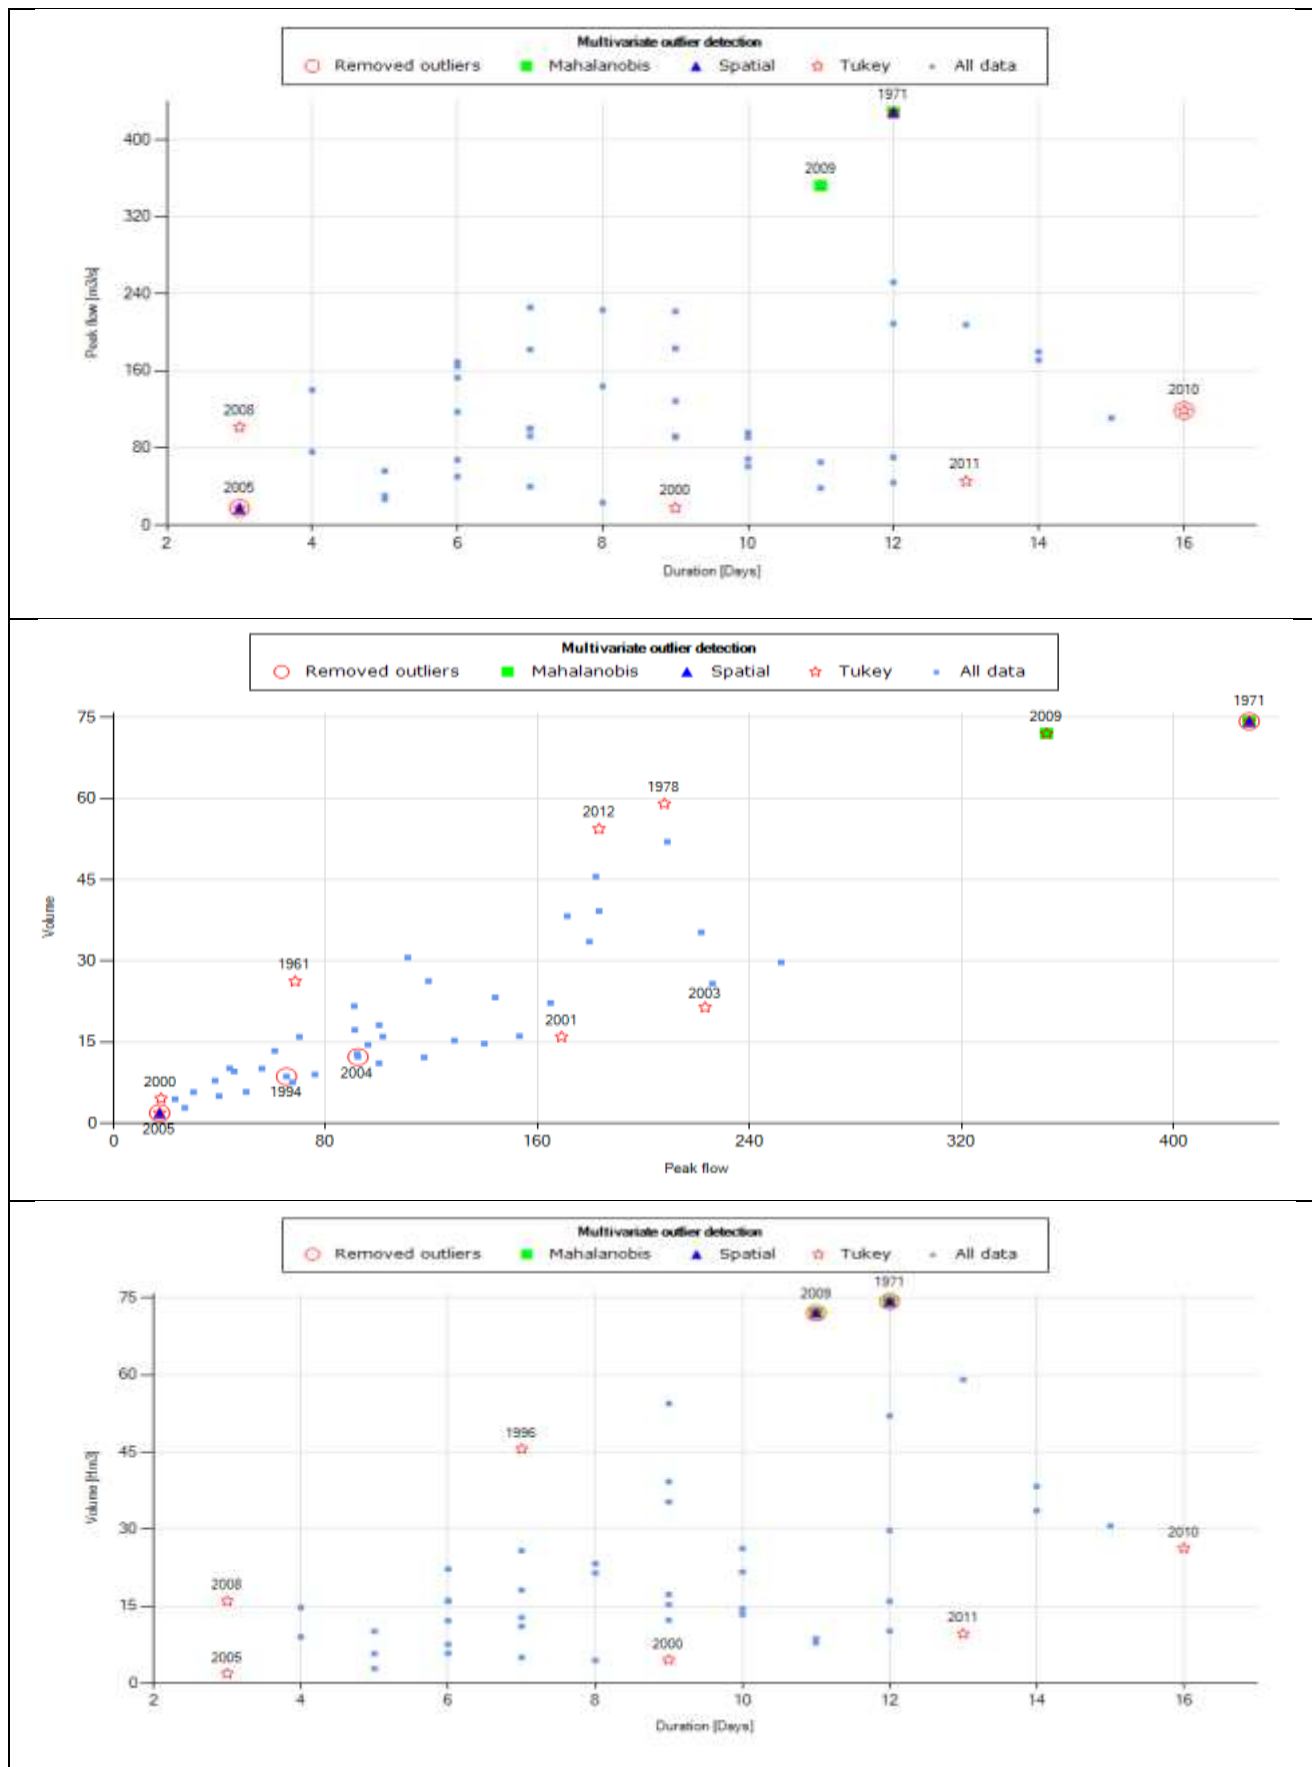 Multivariate outlier detection
Removed outliers Mahalanobis Spatial Tukey All data
1971
400
2009
320
240
160
2010
2008
80
2011
2005
2000
0
2 4 6 8 10 12 14 16
Peak flow [m3/s]
Duration [Days]
Multivariate outlier detection
Removed outliers Mahalanobis Spatial Tukey All data
1971
75
2009
1978
60
2012
45
30
1961
2003
2001
15
2004
2000
1994
0
2005
0 80 160 240 320 400
Volume
Peak flow
Multivariate outlier detection
Removed outliers Mahalanobis Spatial Tukey All data
1971
2009
75
60
1996
45
30
2010
2008
15
2011
2000
2005
0
2 4 6 8 10 12 14 16
Volume [Hm3]
Duration [Days]